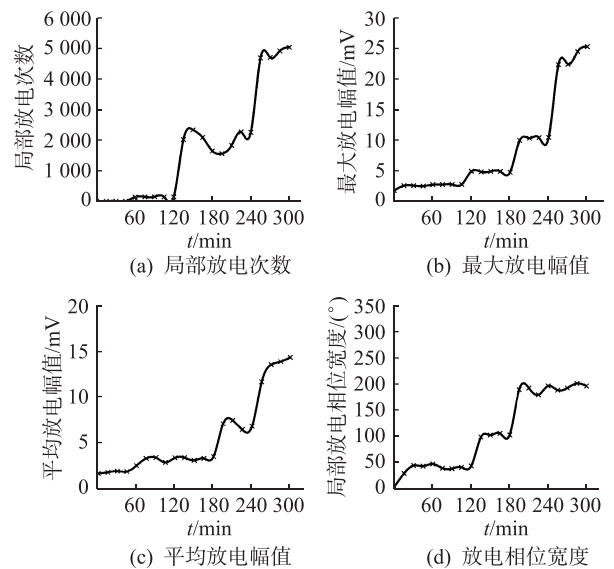 6 000
5 000
4 000
3 000
2 000
1 000
0
局部放电次数
60 120 180 240 300
t/min
(a) 局部放电次数
30
25
20
15
10
5
0
最大放电幅值/mV
60 120 180 240 300
t/min
(b) 最大放电幅值
20
15
10
5
0
平均放电幅值/mV
60 120 180 240 300
t/min
(c) 平均放电幅值
350
300
250
200
150
100
50
0
局部放电相位宽度/(°)
60 120 180 240 300
t/min
(d) 放电相位宽度